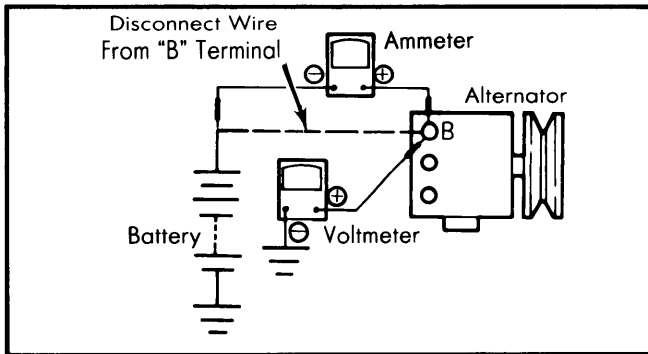 Disconnect Wire
From “B” Terminal
Ammeter
− +
Alternator
B
+
Battery
− Voltmeter